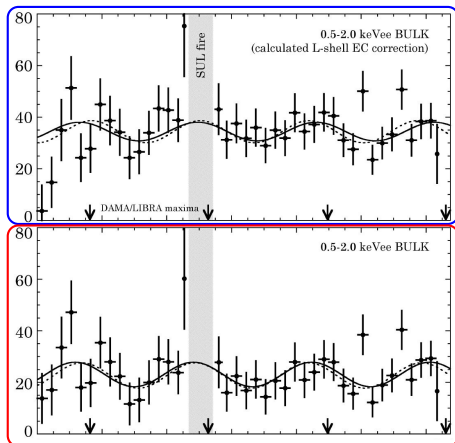 80
60
40
20
0
0.5-2.0 keVee BULK
(calculated L-shell EC correction)
SUL fire
DAMA/LIBRA maxima
80
60
40
20
0
0.5-2.0 keVee BULK